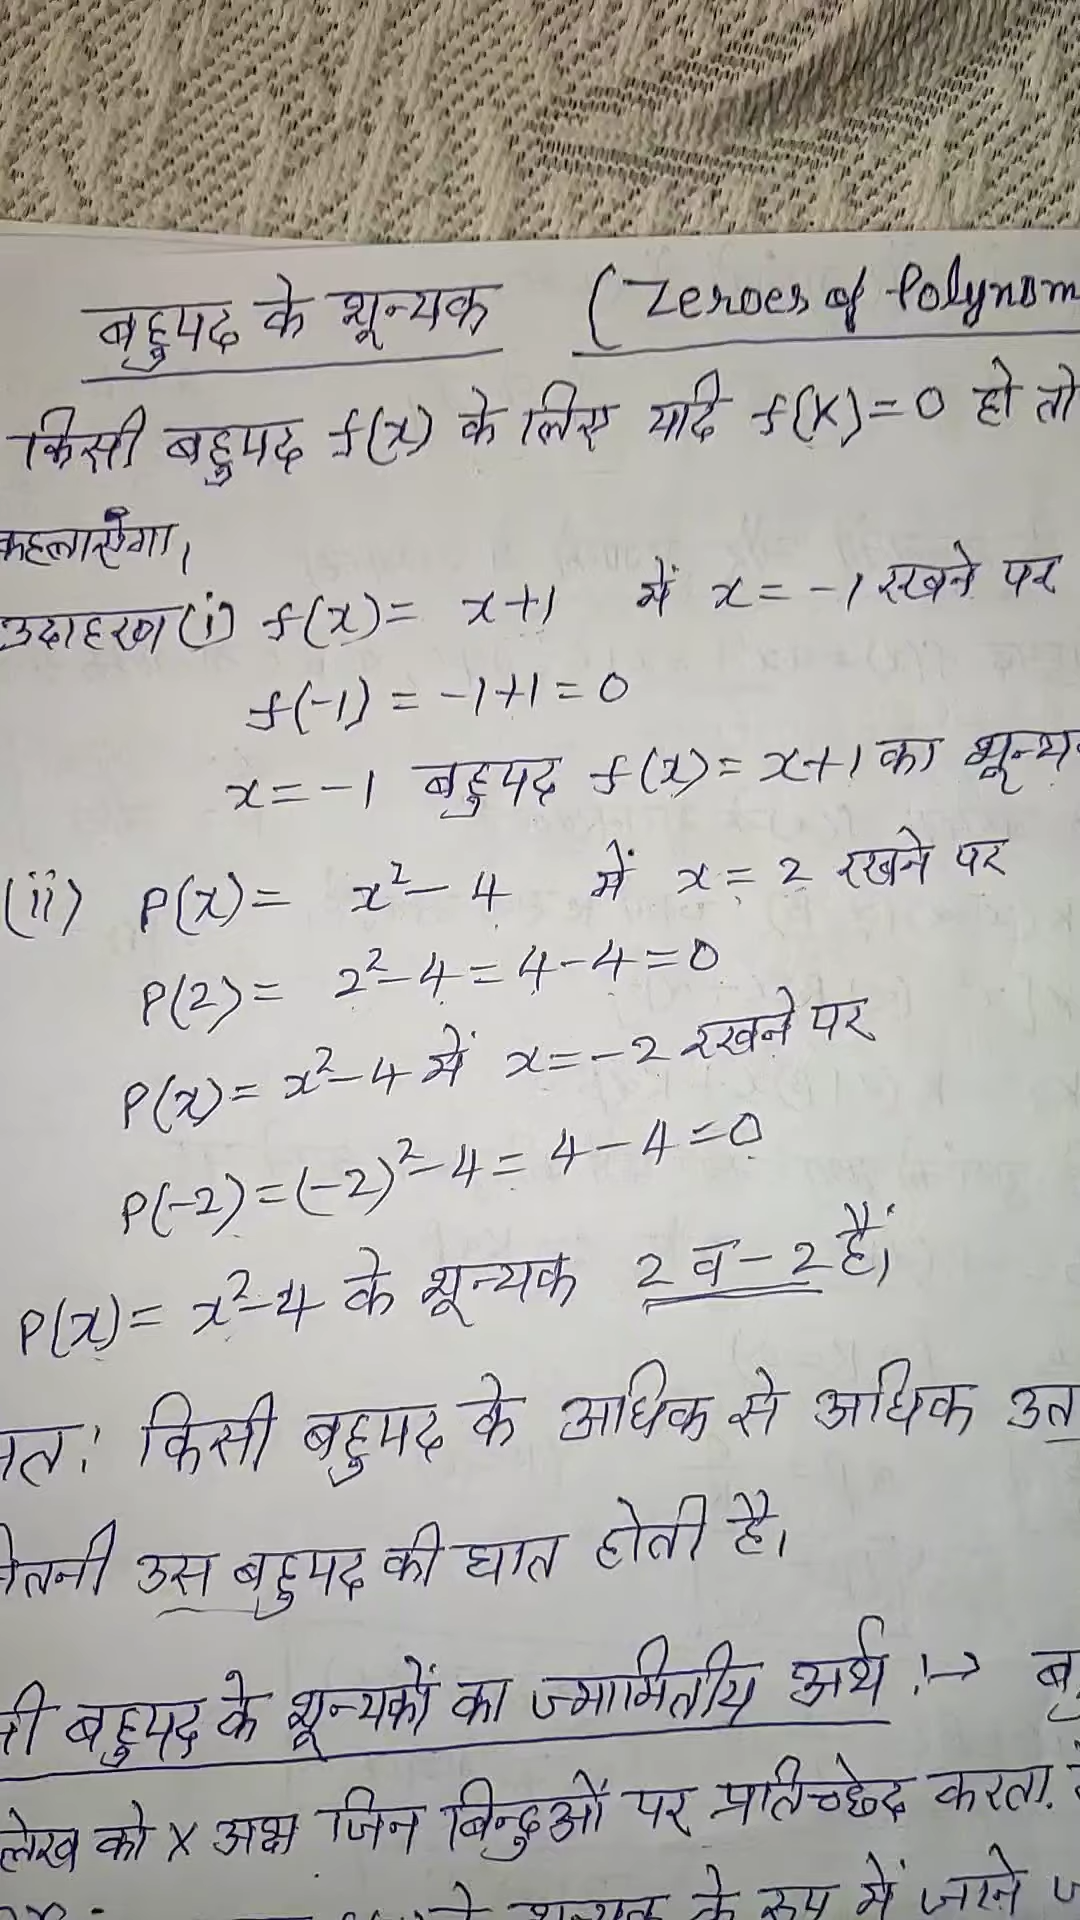 बहुपद के शून्यक (Zeroes of Polynom
किसी बहुपद f(x) के लिए यदि f(x)=0 हो तो
कहलाएगा।
उदाहरण (i) f(x)= x+1 में x=-1 रखने पर
f(-1) = -1+1=0
x=-1 बहुपद f(x)=x+1 का शून्य
(ii) P(x)= x²-4 में x=2 रखने पर
P(2)= 2²-4=4-4=0
P(x)= x²-4 में x=-2 रखने पर
P(-2)=(-2)²-4= 4-4=0
P(x)= x²-4 के शून्यक 2 व -2 हैं।
किसी बहुपद के अधिक से अधिक उत
उस बहुपद की घात होती है।
बहुपद के शून्यकों का ज्यामितीय अर्थ :→
लेख को x अक्ष जिन बिन्दुओं पर प्रतिच्छेद करता
के रूप में जाने